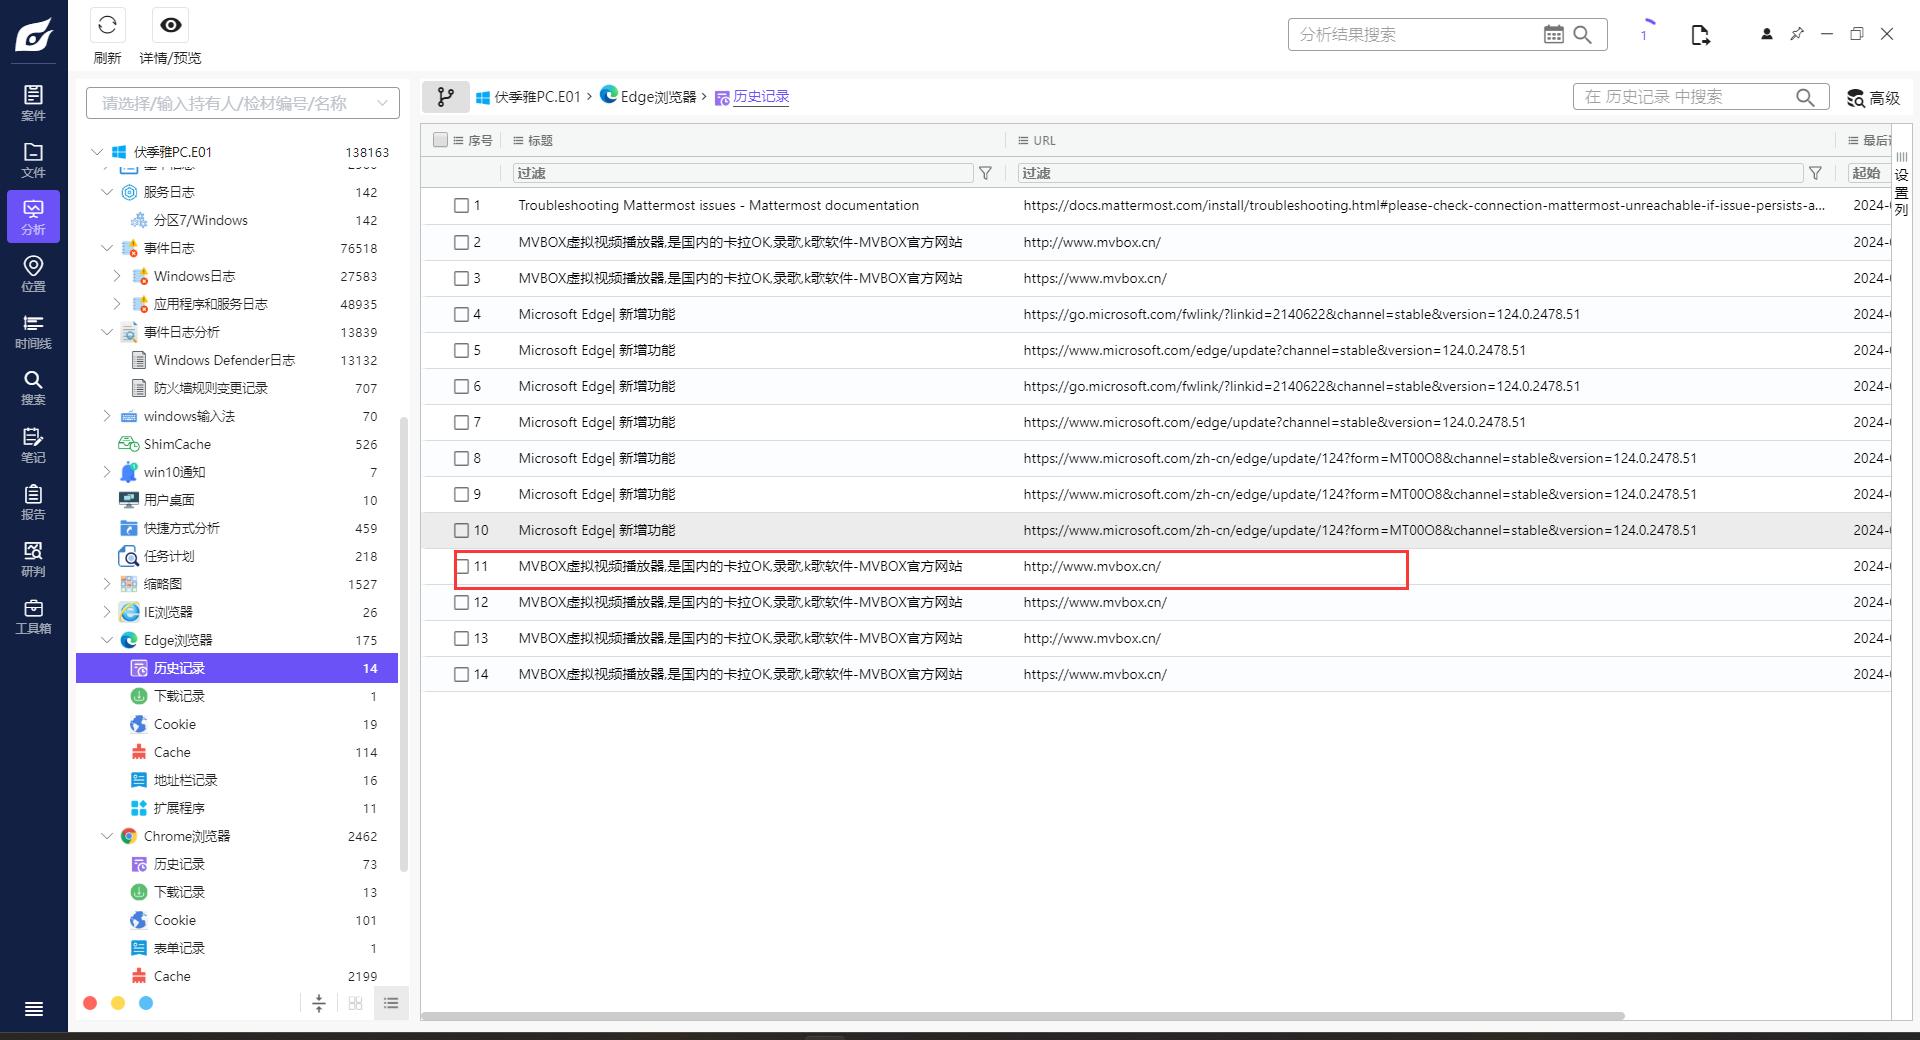 刷新
详情/预览
分析结果搜索
1
案件
文件
分析
位置
时间线
搜索
笔记
报告
研判
工具箱
请选择/输入持有人/检材编号/名称
伏季雅PC.E01 138163
服务日志 142
分区7/Windows 142
事件日志 76518
Windows日志 27583
应用程序和服务日志 48935
事件日志分析 13839
Windows Defender日志 13132
防火墙规则变更记录 707
windows输入法 70
ShimCache 526
win10通知 7
用户桌面 10
快捷方式分析 459
任务计划 218
缩略图 1527
IE浏览器 26
Edge浏览器 175
历史记录 14
下载记录 1
Cookie 19
Cache 114
地址栏记录 16
扩展程序 11
Chrome浏览器 2462
历史记录 73
下载记录 13
Cookie 101
表单记录 1
Cache 2199
伏季雅PC.E01 › Edge浏览器 › 历史记录
在 历史记录 中搜索
高级
序号 标题 URL
过滤 过滤 起始
设置列
1 Troubleshooting Mattermost issues - Mattermost documentation https://docs.mattermost.com/install/troubleshooting.html#please-check-connection-mattermost-unreachable-if-issue-persists-a... 2024-
2 MVBOX虚拟视频播放器,是国内的卡拉OK,录歌,k歌软件-MVBOX官方网站 http://www.mvbox.cn/ 2024-
3 MVBOX虚拟视频播放器,是国内的卡拉OK,录歌,k歌软件-MVBOX官方网站 https://www.mvbox.cn/ 2024-
4 Microsoft Edge| 新增功能 https://go.microsoft.com/fwlink/?linkid=2140622&channel=stable&version=124.0.2478.51 2024-
5 Microsoft Edge| 新增功能 https://www.microsoft.com/edge/update?channel=stable&version=124.0.2478.51 2024-
6 Microsoft Edge| 新增功能 https://go.microsoft.com/fwlink/?linkid=2140622&channel=stable&version=124.0.2478.51 2024-
7 Microsoft Edge| 新增功能 https://www.microsoft.com/edge/update?channel=stable&version=124.0.2478.51 2024-
8 Microsoft Edge| 新增功能 https://www.microsoft.com/zh-cn/edge/update/124?form=MT00O8&channel=stable&version=124.0.2478.51 2024-
9 Microsoft Edge| 新增功能 https://www.microsoft.com/zh-cn/edge/update/124?form=MT00O8&channel=stable&version=124.0.2478.51 2024-
10 Microsoft Edge| 新增功能 https://www.microsoft.com/zh-cn/edge/update/124?form=MT00O8&channel=stable&version=124.0.2478.51 2024-
11 MVBOX虚拟视频播放器,是国内的卡拉OK,录歌,k歌软件-MVBOX官方网站 http://www.mvbox.cn/ 2024-
12 MVBOX虚拟视频播放器,是国内的卡拉OK,录歌,k歌软件-MVBOX官方网站 https://www.mvbox.cn/ 2024-
13 MVBOX虚拟视频播放器,是国内的卡拉OK,录歌,k歌软件-MVBOX官方网站 http://www.mvbox.cn/ 2024-
14 MVBOX虚拟视频播放器,是国内的卡拉OK,录歌,k歌软件-MVBOX官方网站 https://www.mvbox.cn/ 2024-